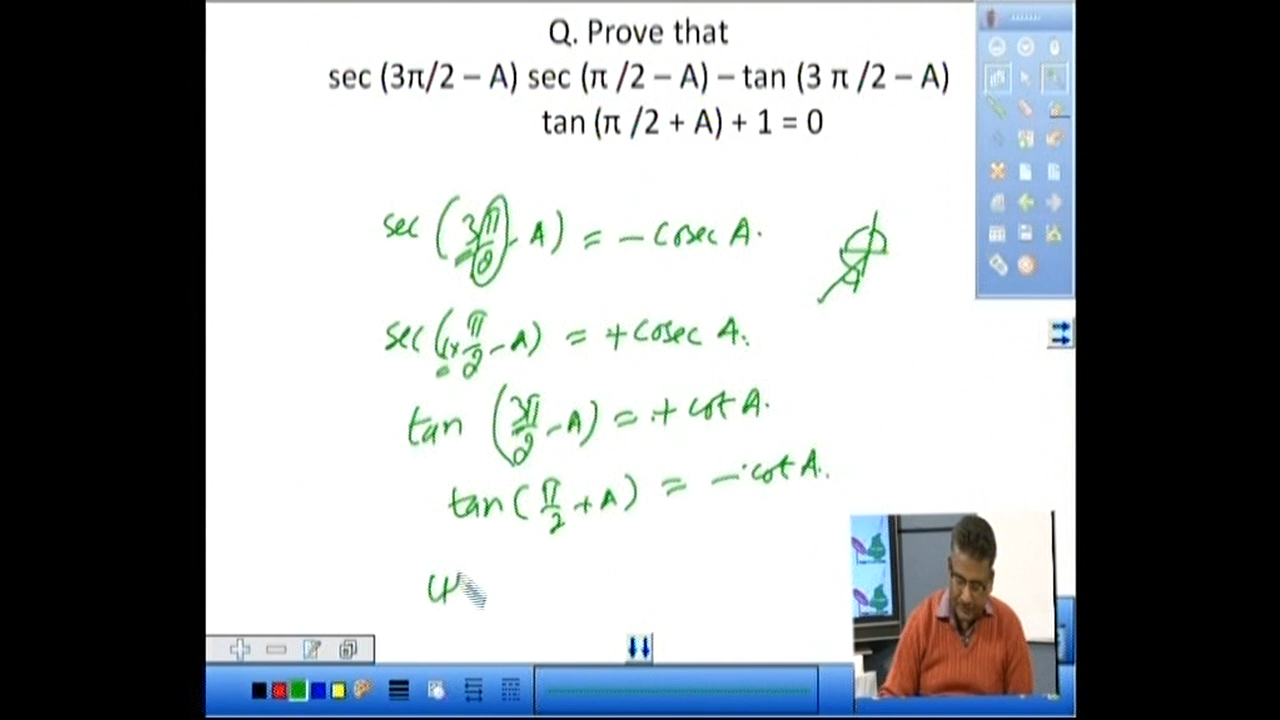 Q. Prove that
sec (3π/2 – A) sec (π /2 – A) – tan (3 π /2 – A)
tan (π /2 + A) + 1 = 0
sec (3π/2 - A) = - cosec A.
sec (1× π/2 - A) = + cosec A.
tan (3π/2 - A) = + cot A.
tan (π/2 + A) = - cot A.